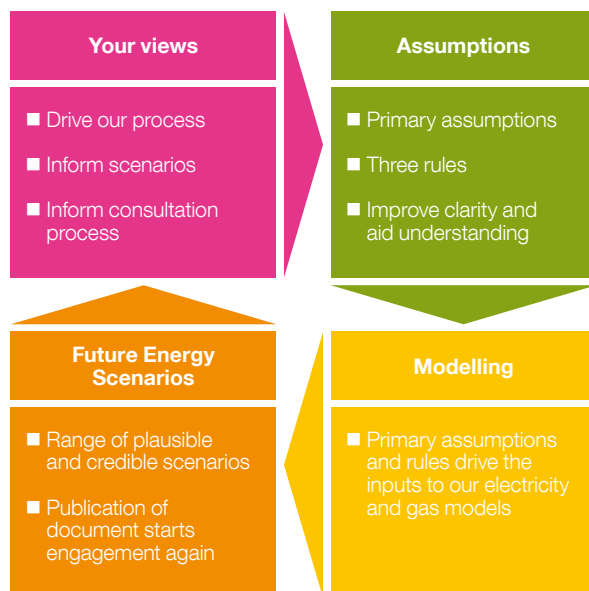 Your views
■ Drive our process
■ Inform scenarios
■ Inform consultation
process
Assumptions
■ Primary assumptions
■ Three rules
■ Improve clarity and
aid understanding
Modelling
■ Primary assumptions
and rules drive the
inputs to our electricity
and gas models
Future Energy
Scenarios
■ Range of plausible
and credible scenarios
■ Publication of
document starts
engagement again